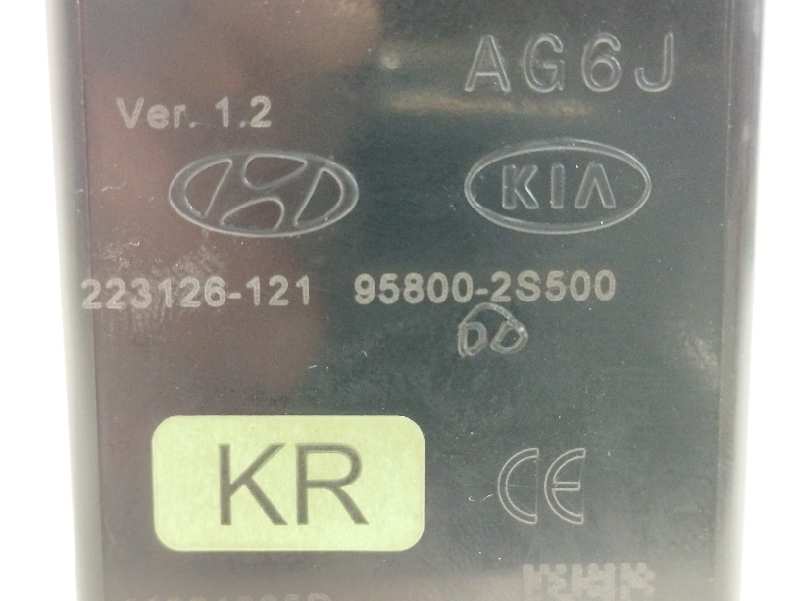 AG6J
Ver. 1.2
KIA
223126-121 95800-2S500
KR
CE